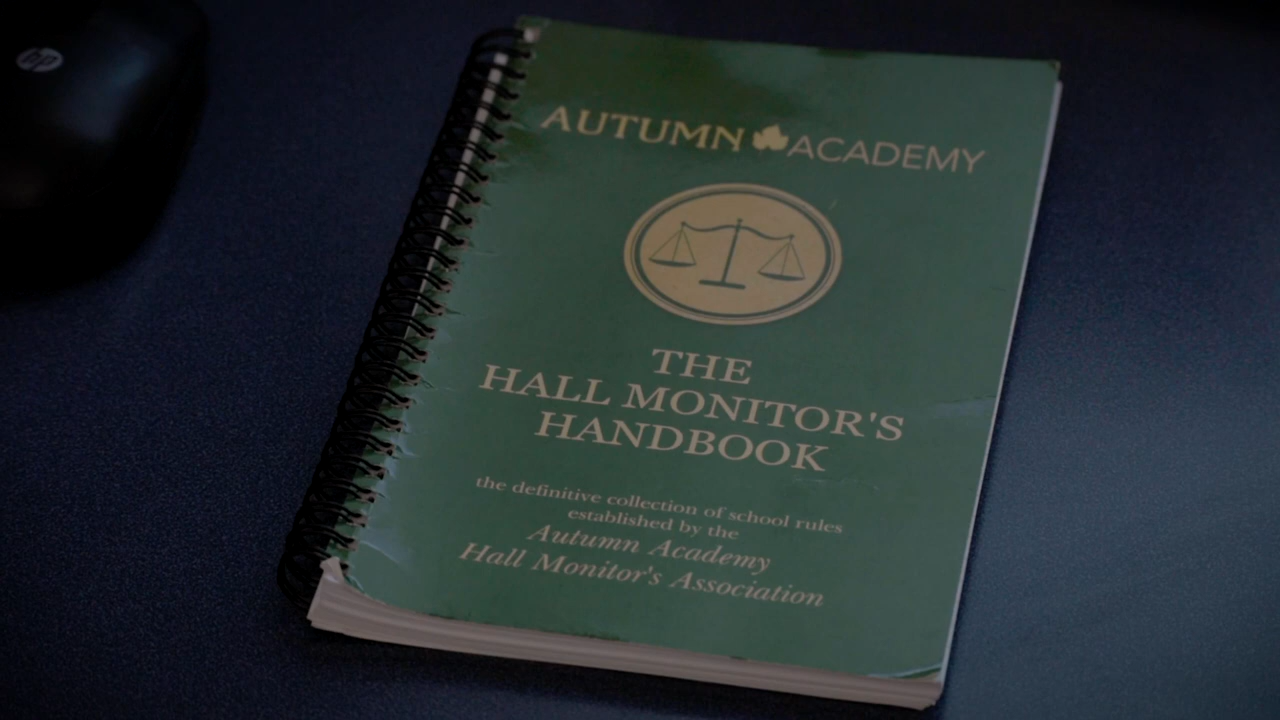 hp
AUTUMN ACADEMY
THE
HALL MONITOR'S
HANDBOOK
the definitive collection of school rules
established by the
Autumn Academy
Hall Monitor's Association